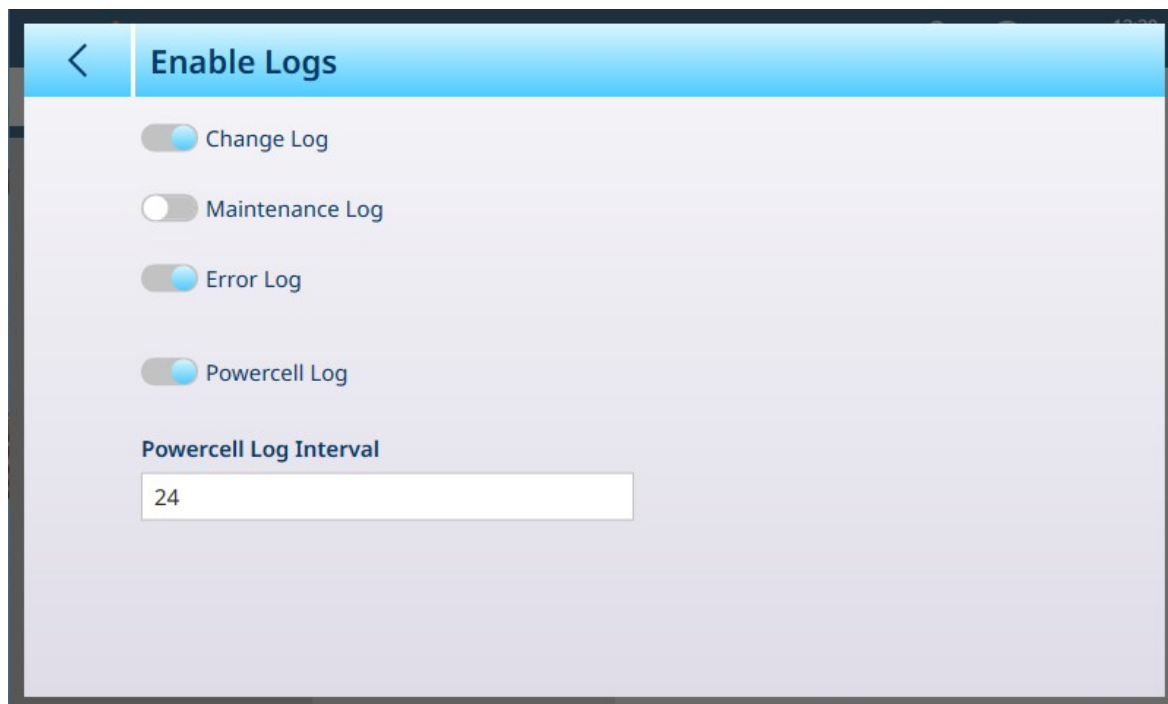 Enable Logs
Change Log
Maintenance Log
Error Log
Powercell Log
Powercell Log Interval
24